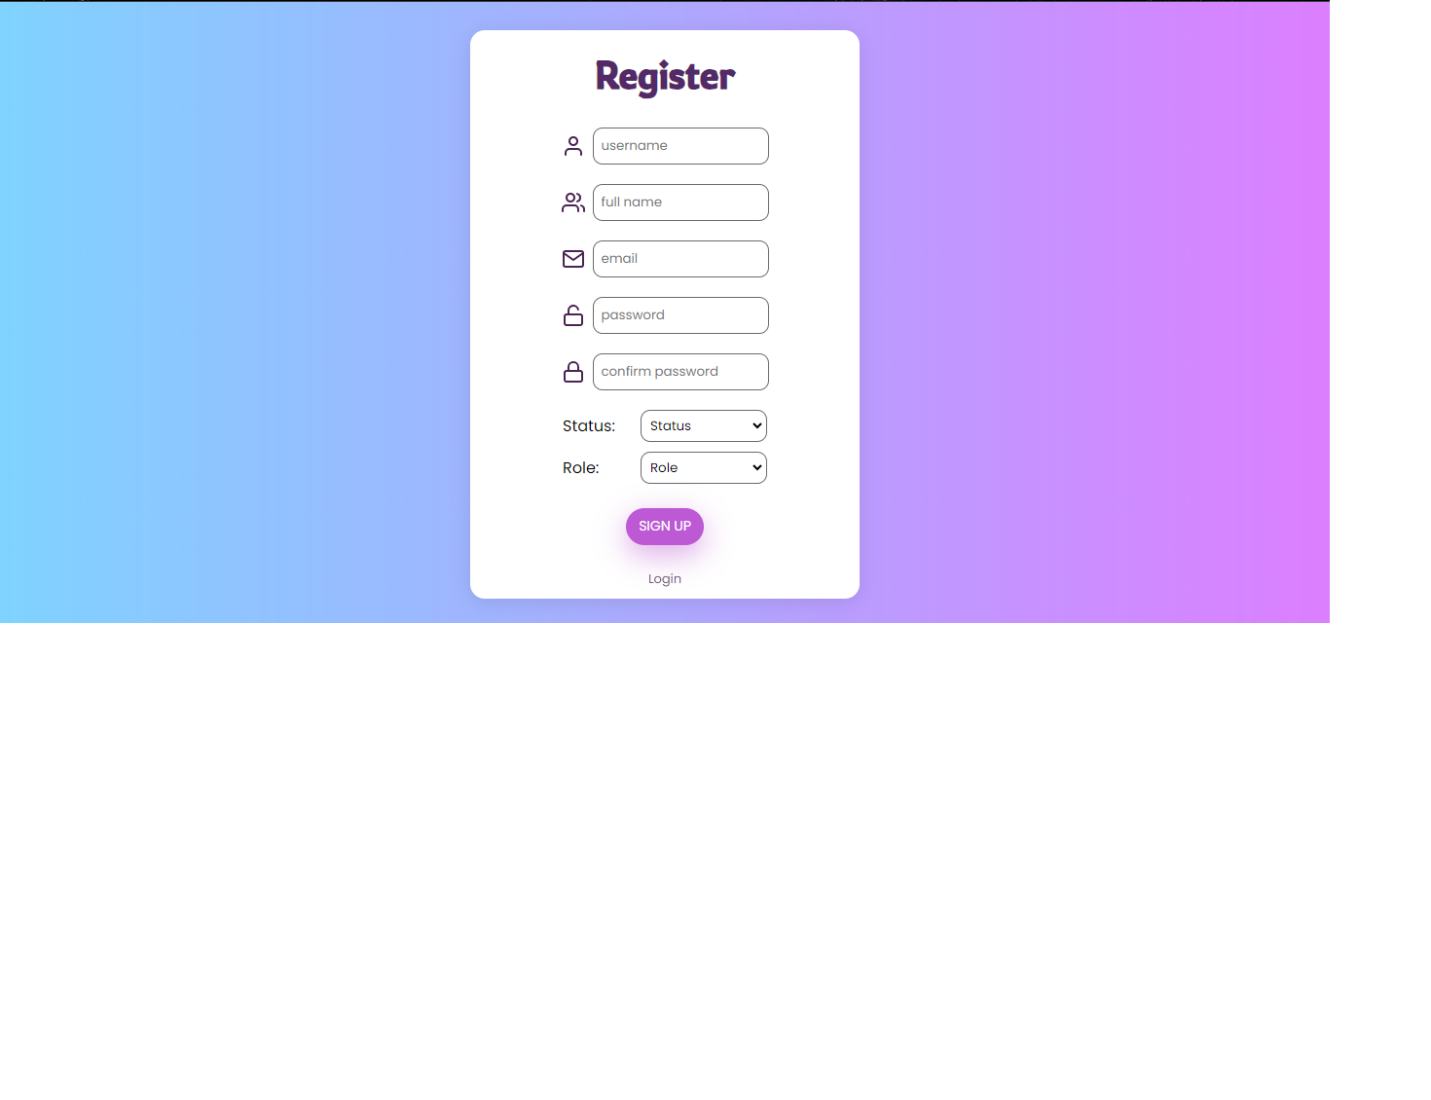 Register
username
full name
email
password
confirm password
Status: Status
Role: Role
SIGN UP
Login